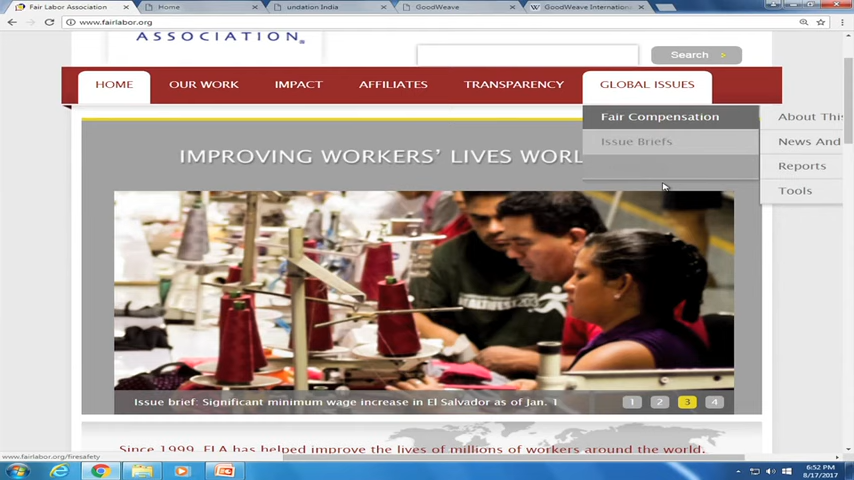 Fair Labor Association
Home
undation India
GoodWeave
GoodWeave Internationa
www.fairlabor.org
ASSOCIATION
Search
HOME
OUR WORK
IMPACT
AFFILIATES
TRANSPARENCY
GLOBAL ISSUES
Fair Compensation
About This
Issue Briefs
News And
Reports
Tools
IMPROVING WORKERS' LIVES WORL
Issue brief: Significant minimum wage increase in El Salvador as of Jan. 1
1 2 3 4
Since 1999, FLA has helped improve the lives of millions of workers around the world.
www.fairlabor.org/firesafety
6:52 PM
8/17/2017